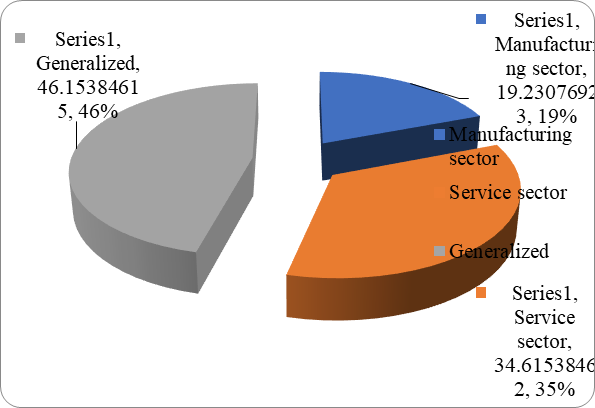 Series1,
Generalized,
46.1538461
5, 46%
Series1,
Manufacturi
ng sector,
19.2307692
3, 19%
Manufacturing
sector
Service sector
Generalized
Series1,
Service
sector,
34.6153846
2, 35%